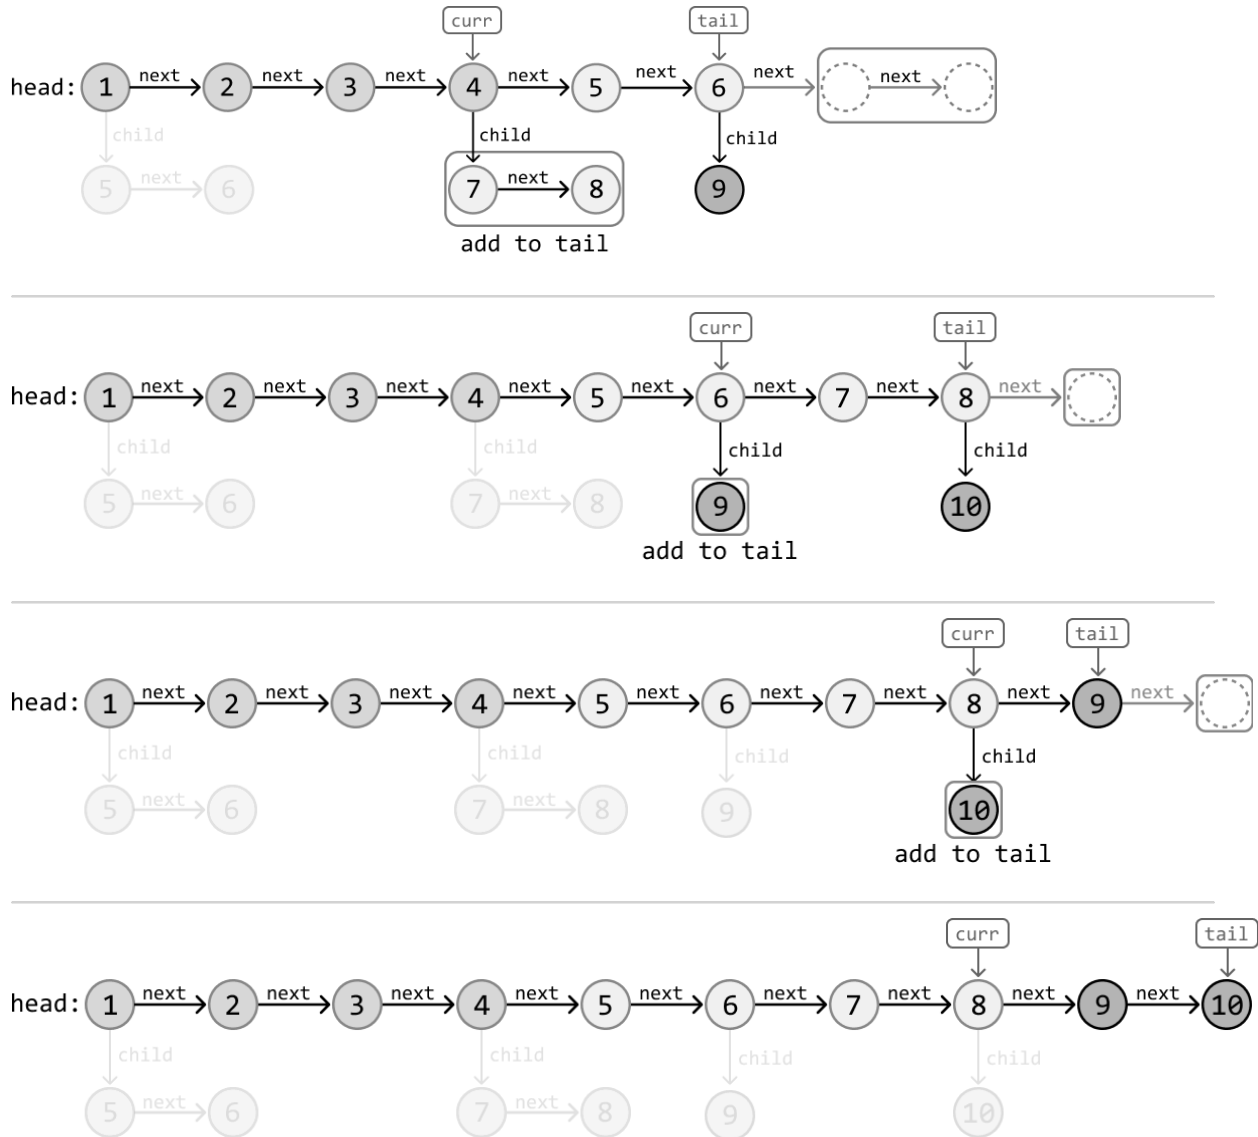 curr tail
head: 1 next 2 next 3 next 4 next 5 next 6 next next
child child child
5 next 6 7 next 8 9
add to tail
curr tail
head: 1 next 2 next 3 next 4 next 5 next 6 next 7 next 8 next
child child child child
5 next 6 7 next 8 9 10
add to tail
curr tail
head: 1 next 2 next 3 next 4 next 5 next 6 next 7 next 8 next 9 next
child child child child
5 next 6 7 next 8 9 10
add to tail
curr tail
head: 1 next 2 next 3 next 4 next 5 next 6 next 7 next 8 next 9 next 10
child child child child
5 next 6 7 next 8 9 10